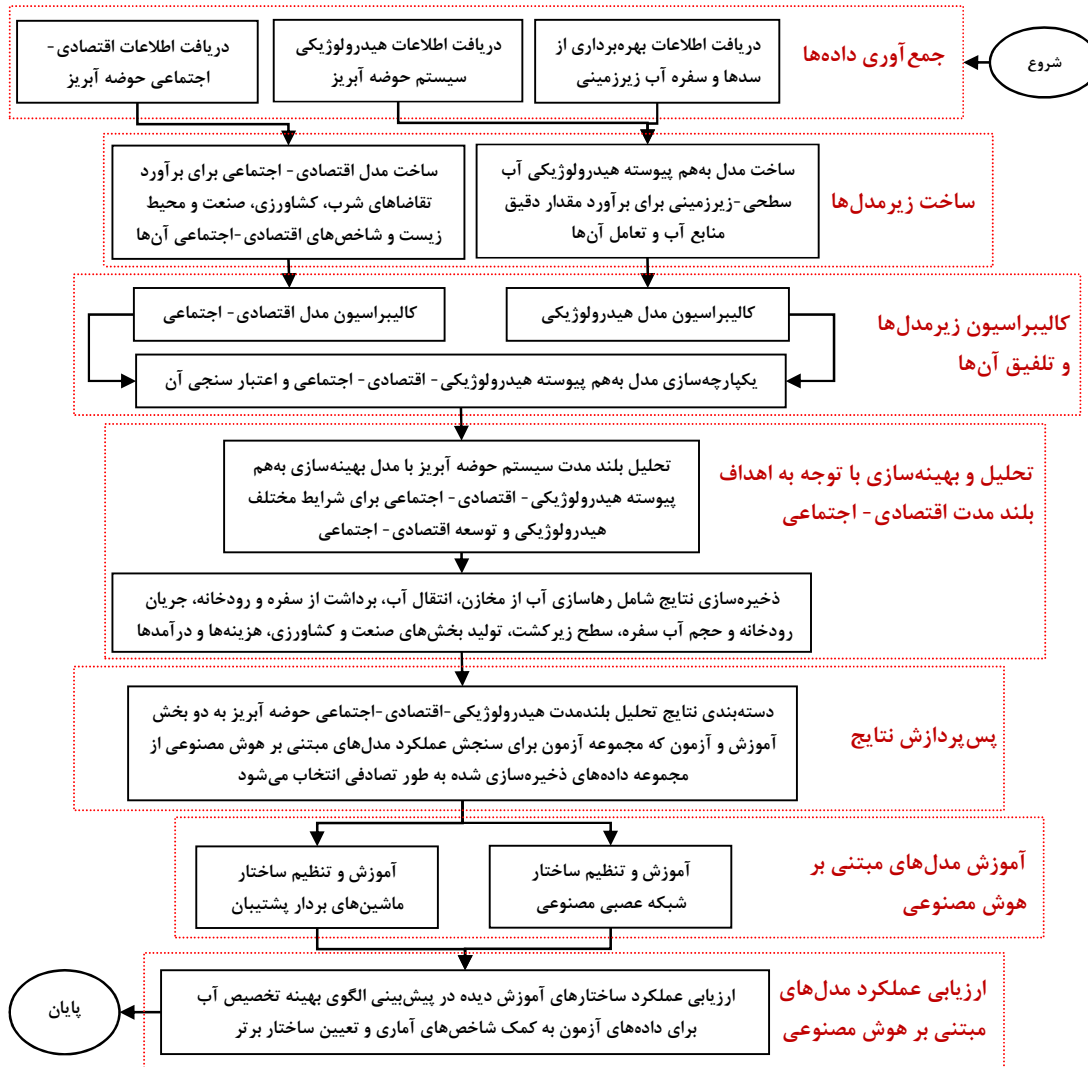 شروع
جمع‌آوری داده‌ها
دریافت اطلاعات بهره‌برداری از
سدها و سفره آب زیرزمینی
دریافت اطلاعات هیدرولوژیکی
سیستم حوضه آبریز
دریافت اطلاعات اقتصادی-
اجتماعی حوضه آبریز
ساخت زیرمدل‌ها
ساخت مدل به‌هم پیوسته هیدرولوژیکی آب
سطحی-زیرزمینی برای برآورد مقدار دقیق
منابع آب و تعامل آن‌ها
ساخت مدل اقتصادی- اجتماعی برای برآورد
تقاضاهای شرب، کشاورزی، صنعت و محیط
زیست و شاخص‌های اقتصادی-اجتماعی آن‌ها
کالیبراسیون زیرمدل‌ها
و تلفیق آن‌ها
کالیبراسیون مدل هیدرولوژیکی
کالیبراسیون مدل اقتصادی- اجتماعی
یکپارچه‌سازی مدل به‌هم پیوسته هیدرولوژیکی- اقتصادی- اجتماعی و اعتبار سنجی آن
تحلیل و بهینه‌سازی با توجه به اهداف
بلند مدت اقتصادی- اجتماعی
تحلیل بلند مدت سیستم حوضه آبریز با مدل بهینه‌سازی به‌هم
پیوسته هیدرولوژیکی- اقتصادی- اجتماعی برای شرایط مختلف
هیدرولوژیکی و توسعه اقتصادی- اجتماعی
ذخیره‌سازی نتایج شامل رهاسازی آب از مخازن، انتقال آب، برداشت از سفره و رودخانه، جریان
رودخانه و حجم آب سفره، سطح زیرکشت، تولید بخش‌های صنعت و کشاورزی، هزینه‌ها و درآمدها
پس‌پردازش نتایج
دسته‌بندی نتایج تحلیل بلندمدت هیدرولوژیکی-اقتصادی-اجتماعی حوضه آبریز به دو بخش
آموزش و آزمون که مجموعه آزمون برای سنجش عملکرد مدل‌های مبتنی بر هوش مصنوعی از
مجموعه داده‌های ذخیره‌سازی شده به طور تصادفی انتخاب می‌شود
آموزش مدل‌های مبتنی بر
هوش مصنوعی
آموزش و تنظیم ساختار
شبکه عصبی مصنوعی
آموزش و تنظیم ساختار
ماشین‌های بردار پشتیبان
ارزیابی عملکرد مدل‌های
مبتنی بر هوش مصنوعی
ارزیابی عملکرد ساختارهای آموزش دیده در پیش‌بینی الگوی بهینه تخصیص آب
برای داده‌های آزمون به کمک شاخص‌های آماری و تعیین ساختار برتر
پایان